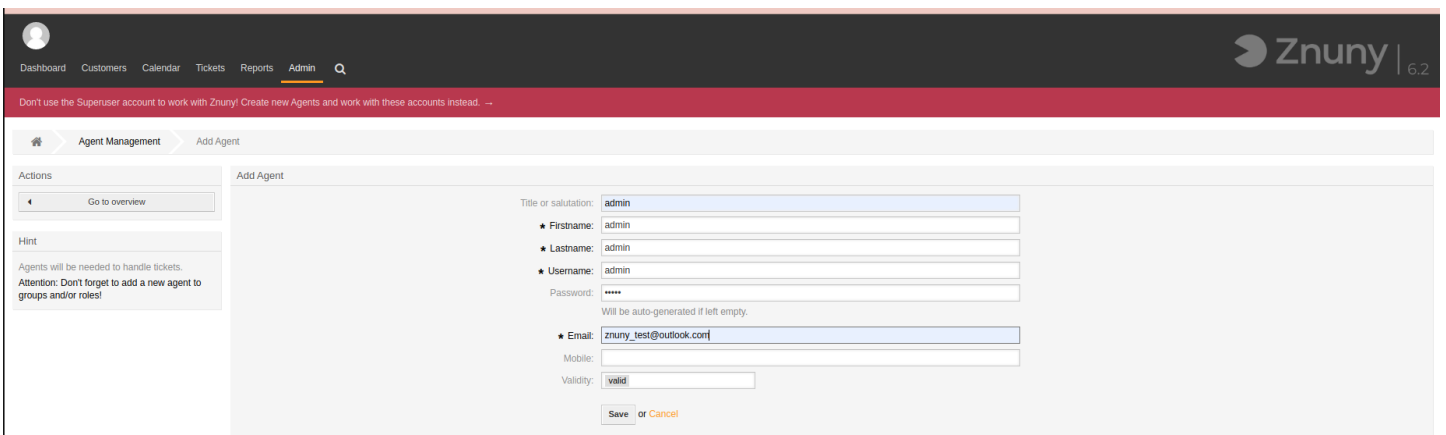 Znuny | 6.2
Dashboard Customers Calendar Tickets Reports Admin
Don't use the Superuser account to work with Znuny! Create new Agents and work with these accounts instead. →
Agent Management Add Agent
Actions
Go to overview
Hint
Agents will be needed to handle tickets.
Attention: Don't forget to add a new agent to
groups and/or roles!
Add Agent
Title or salutation: admin
★ Firstname: admin
★ Lastname: admin
★ Username: admin
Password: •••••
Will be auto-generated if left empty.
★ Email: znuny_test@outlook.com
Mobile:
Validity: valid
Save or Cancel